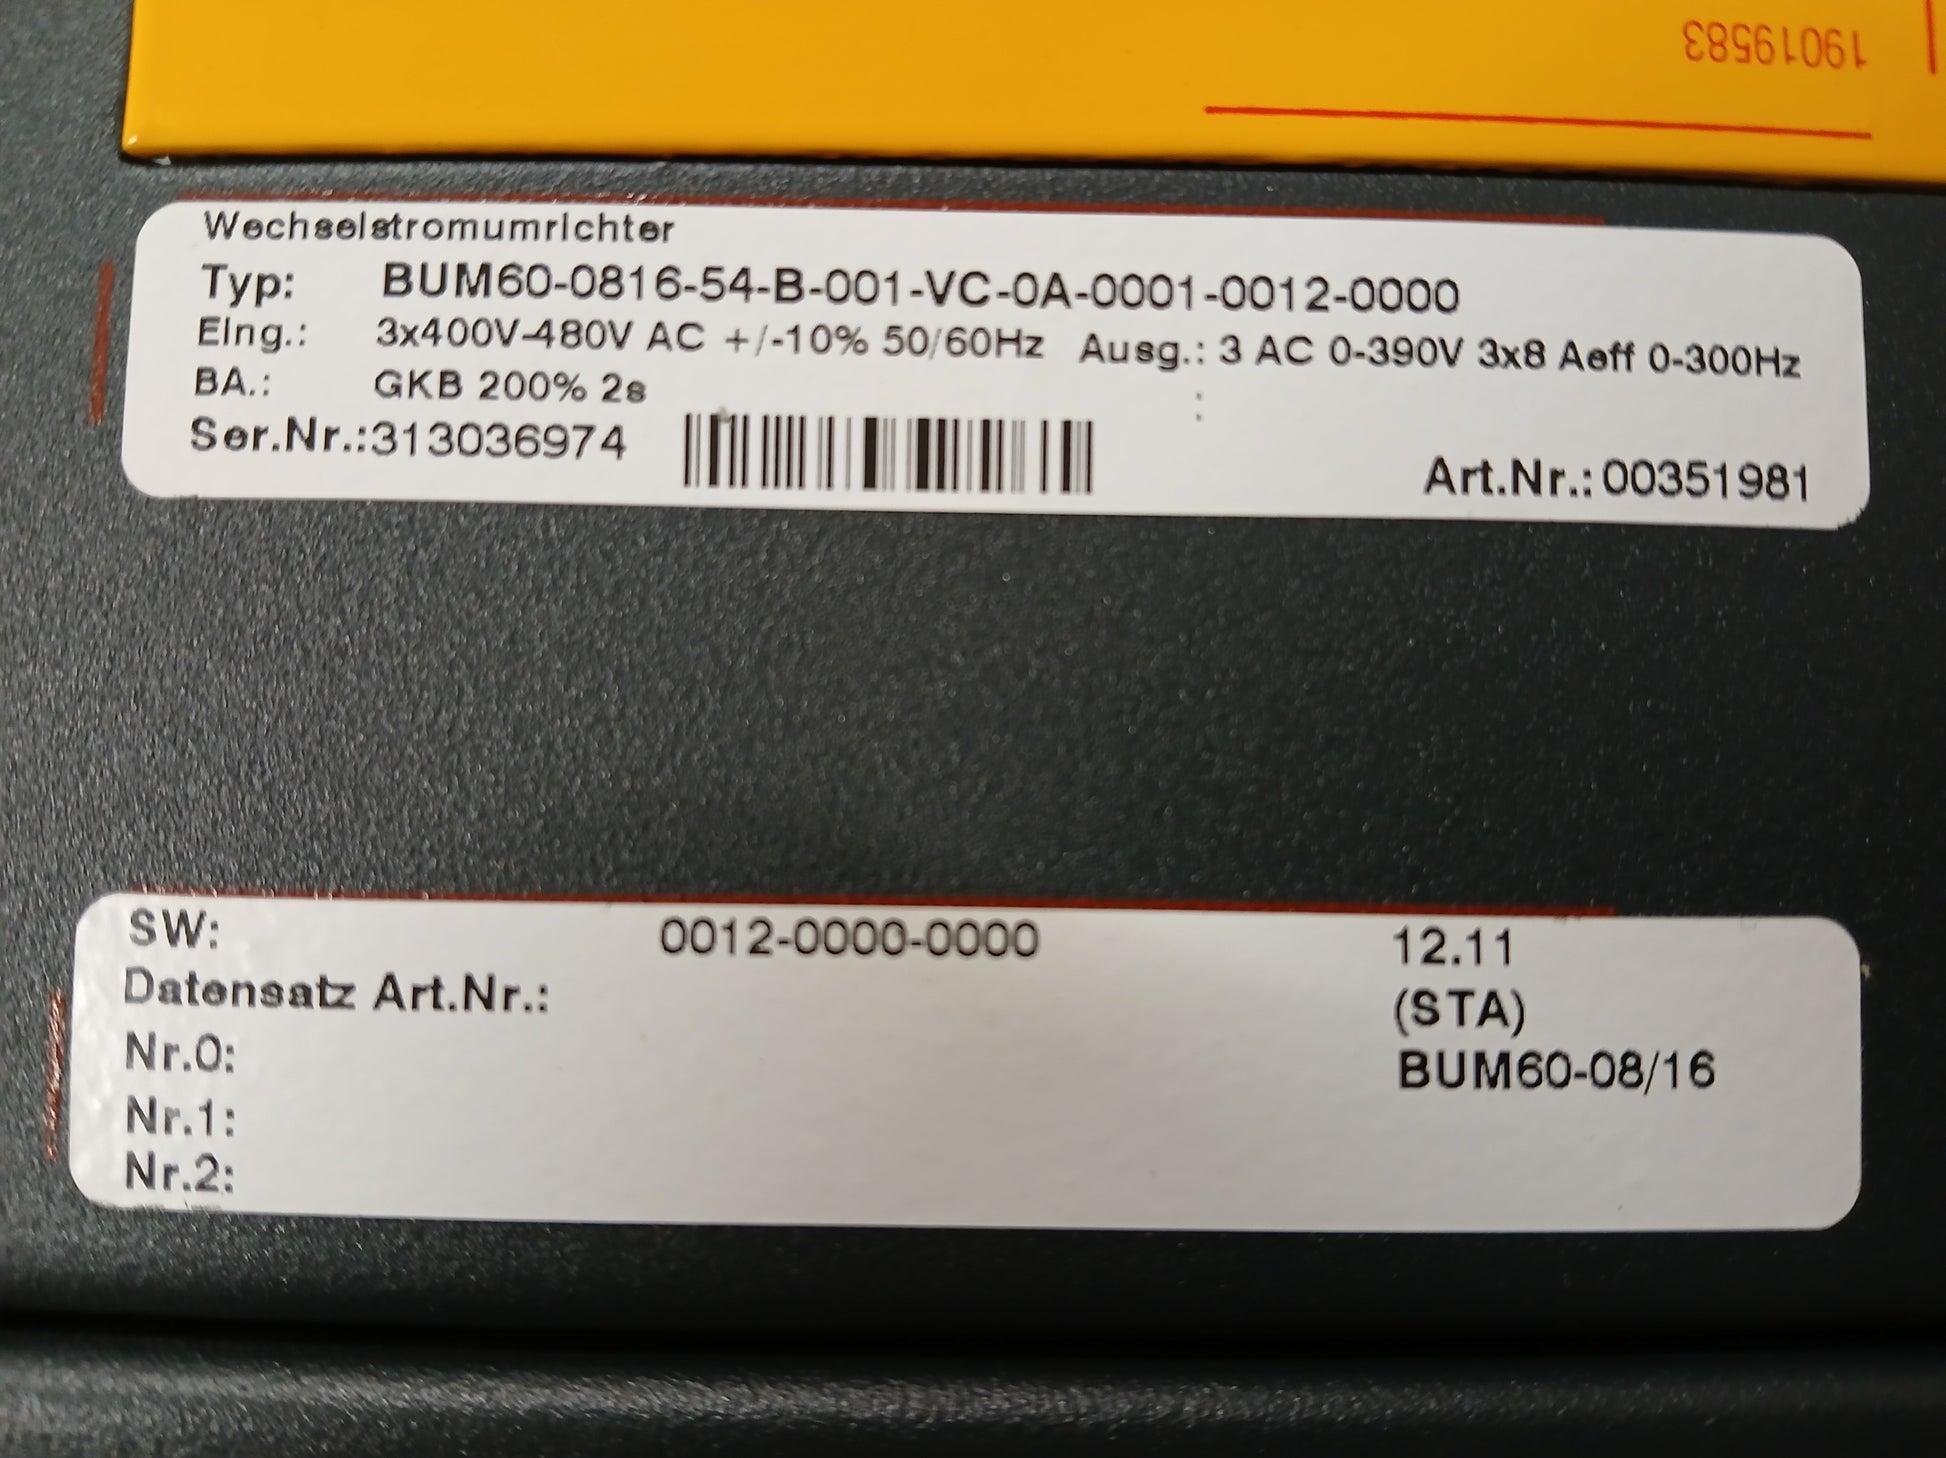 19019583
Wechselstromumrichter
Typ: BUM60-0816-54-B-001-VC-0A-0001-0012-0000
Eing.: 3x400V-480V AC +/-10% 50/60Hz Ausg.: 3 AC 0-390V 3x8 Aeff 0-300Hz
BA.: GKB 200% 2s :
Ser.Nr.:313036974 Art.Nr.: 00351981
SW: 0012-0000-0000 12.11
Datensatz Art.Nr.: (STA)
Nr.0: BUM60-08/16
Nr.1:
Nr.2: